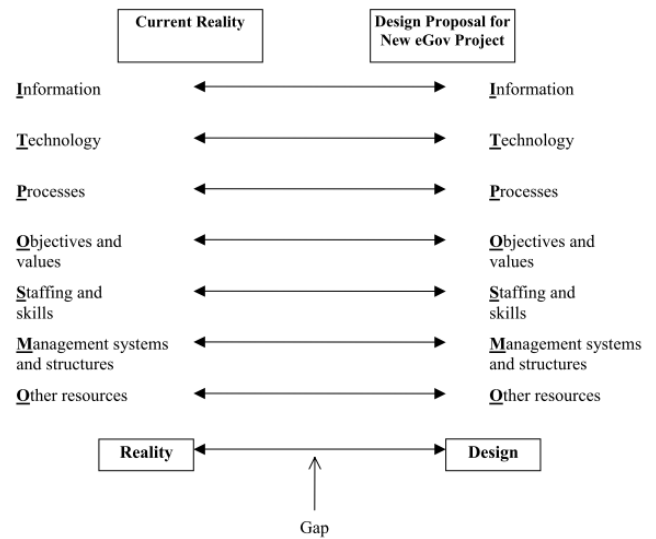 Current Reality
Design Proposal for
New eGov Project
Information
Information
Technology
Technology
Processes
Processes
Objectives and
values
Objectives and
values
Staffing and
skills
Staffing and
skills
Management systems
and structures
Management systems
and structures
Other resources
Other resources
Reality
Design
Gap